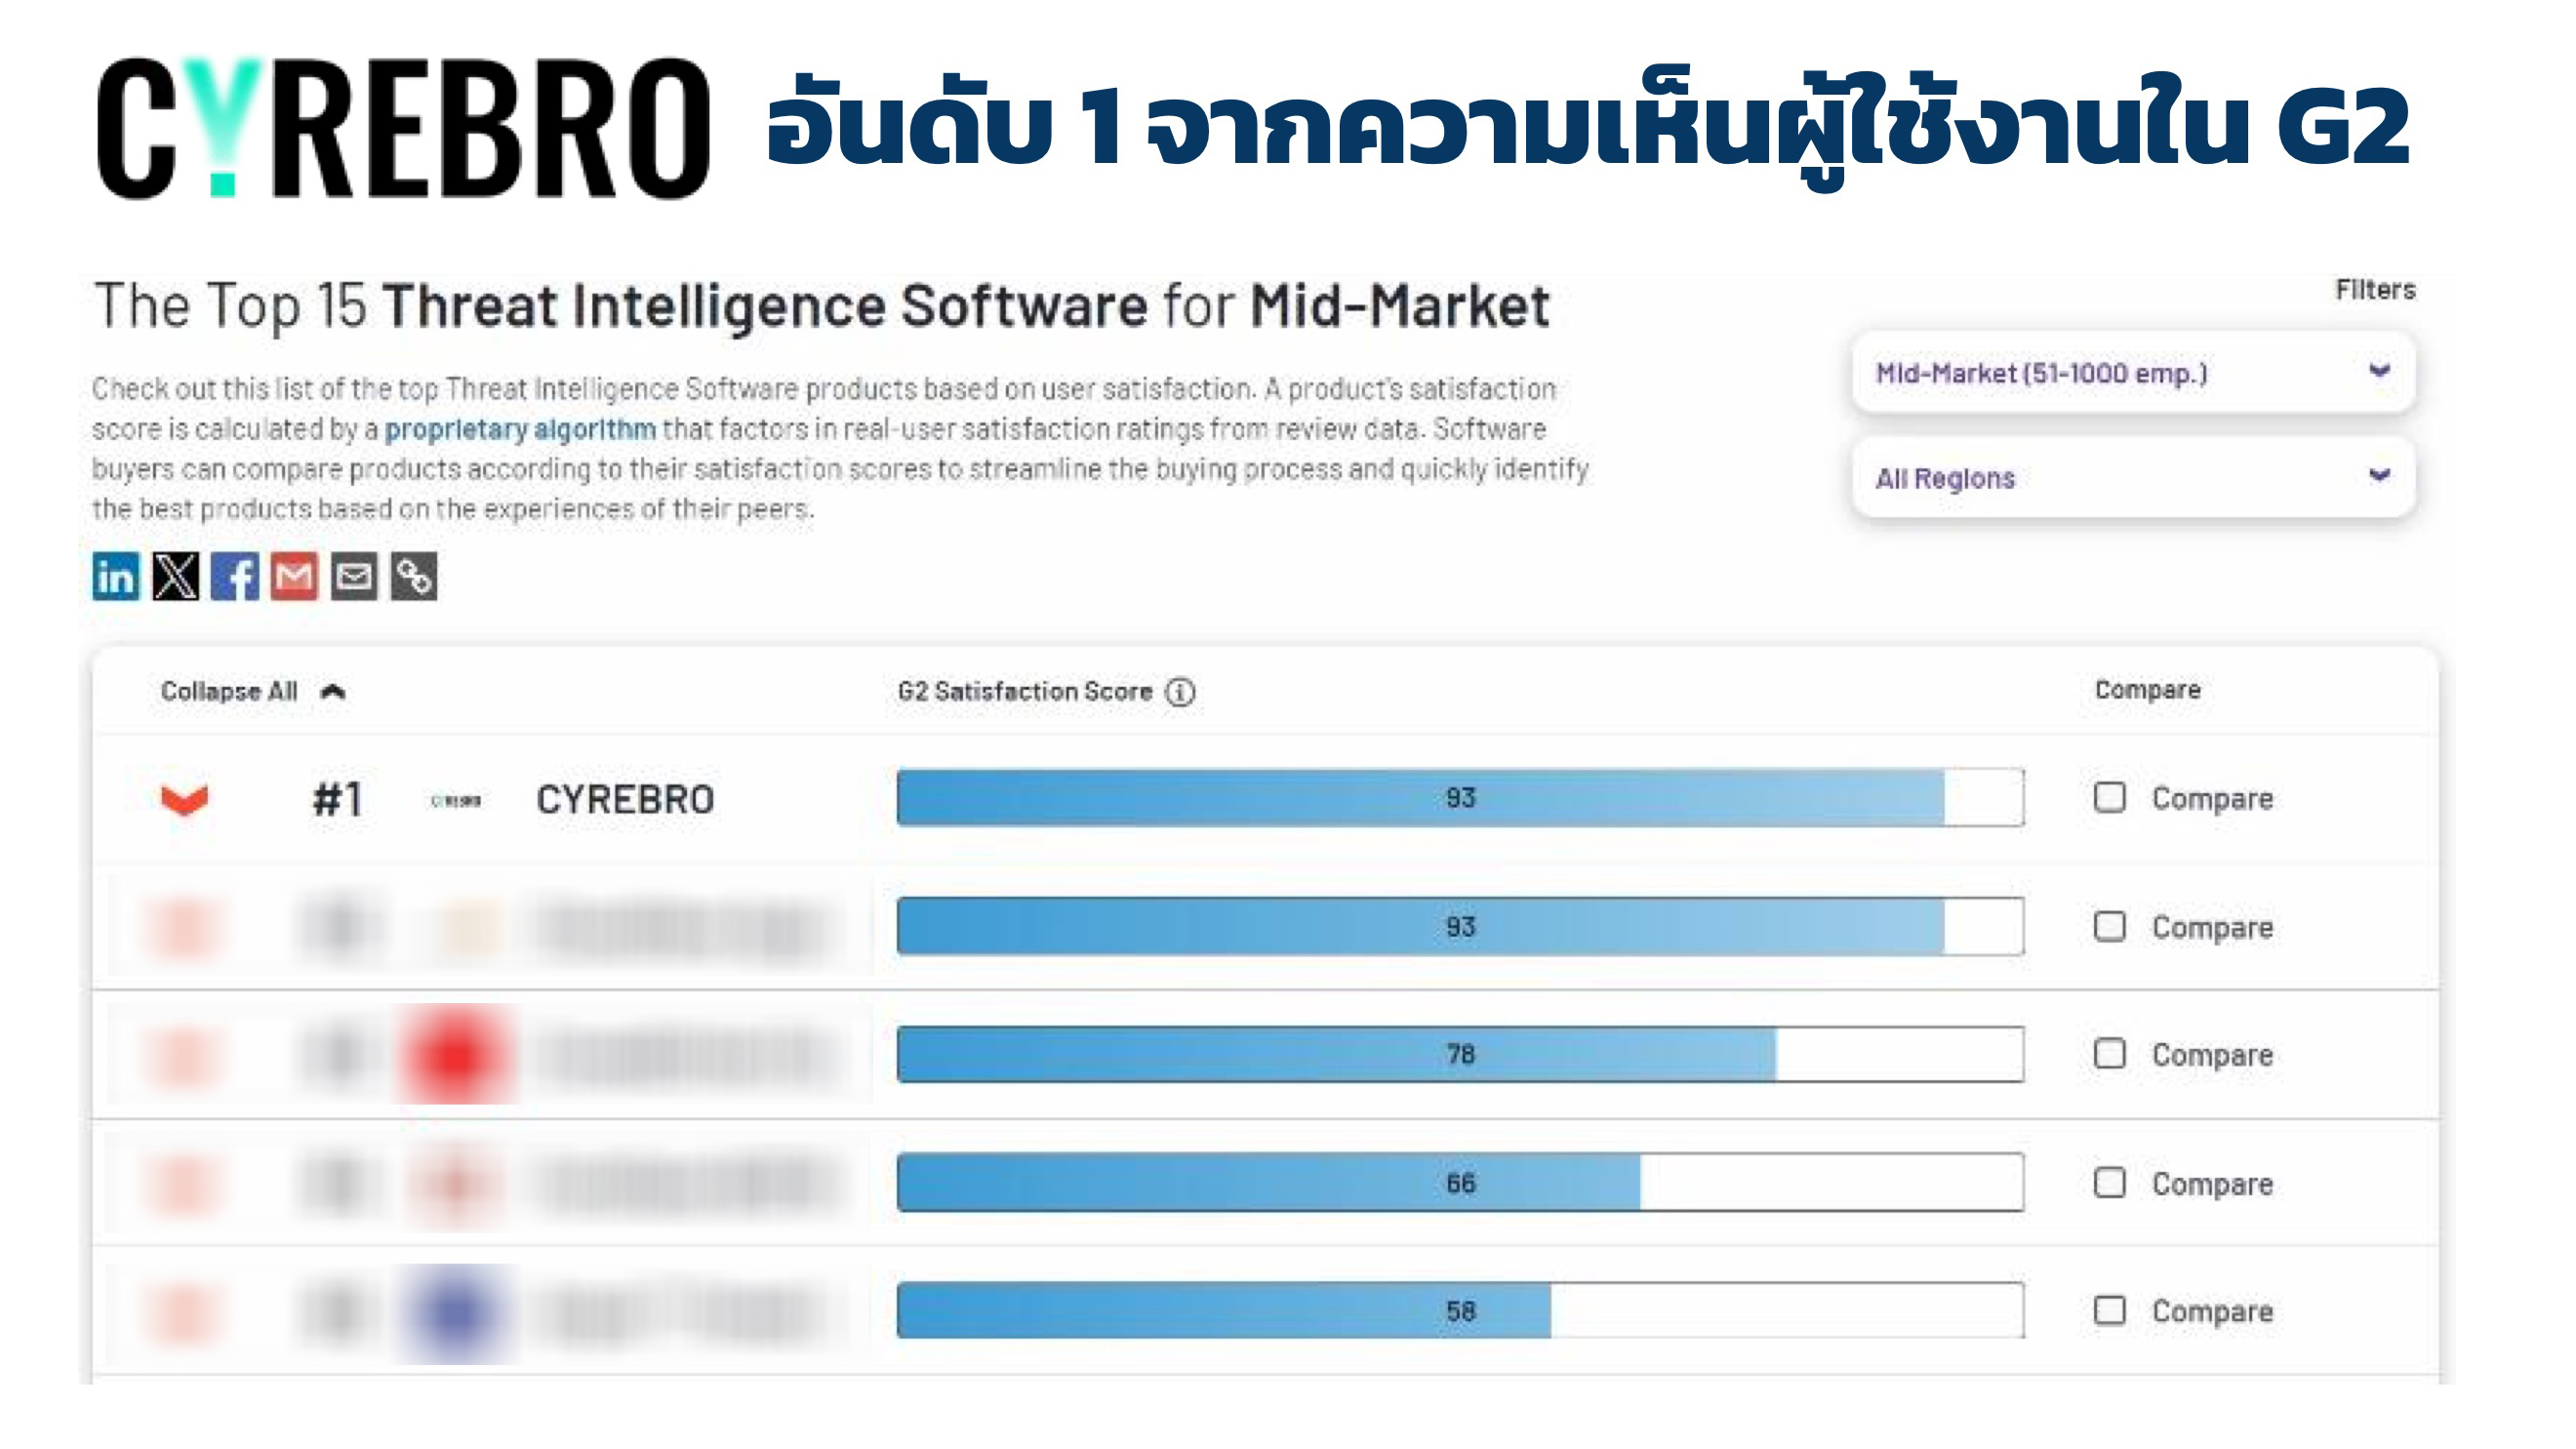 CYREBRO อันดับ 1 จากความเห็นผู้ใช้งานใน G2
The Top 15 Threat Intelligence Software for Mid-Market
Filters
Check out this list of the top Threat Intelligence Software products based on user satisfaction. A product's satisfaction
score is calculated by a proprietary algorithm that factors in real-user satisfaction ratings from review data. Software
buyers can compare products according to their satisfaction scores to streamline the buying process and quickly identify
the best products based on the experiences of their peers.
Mid-Market (51-1000 emp.)
All Regions
Collapse All G2 Satisfaction Score Compare
#1 CYREBRO CYREBRO 93 Compare
93 Compare
78 Compare
66 Compare
58 Compare